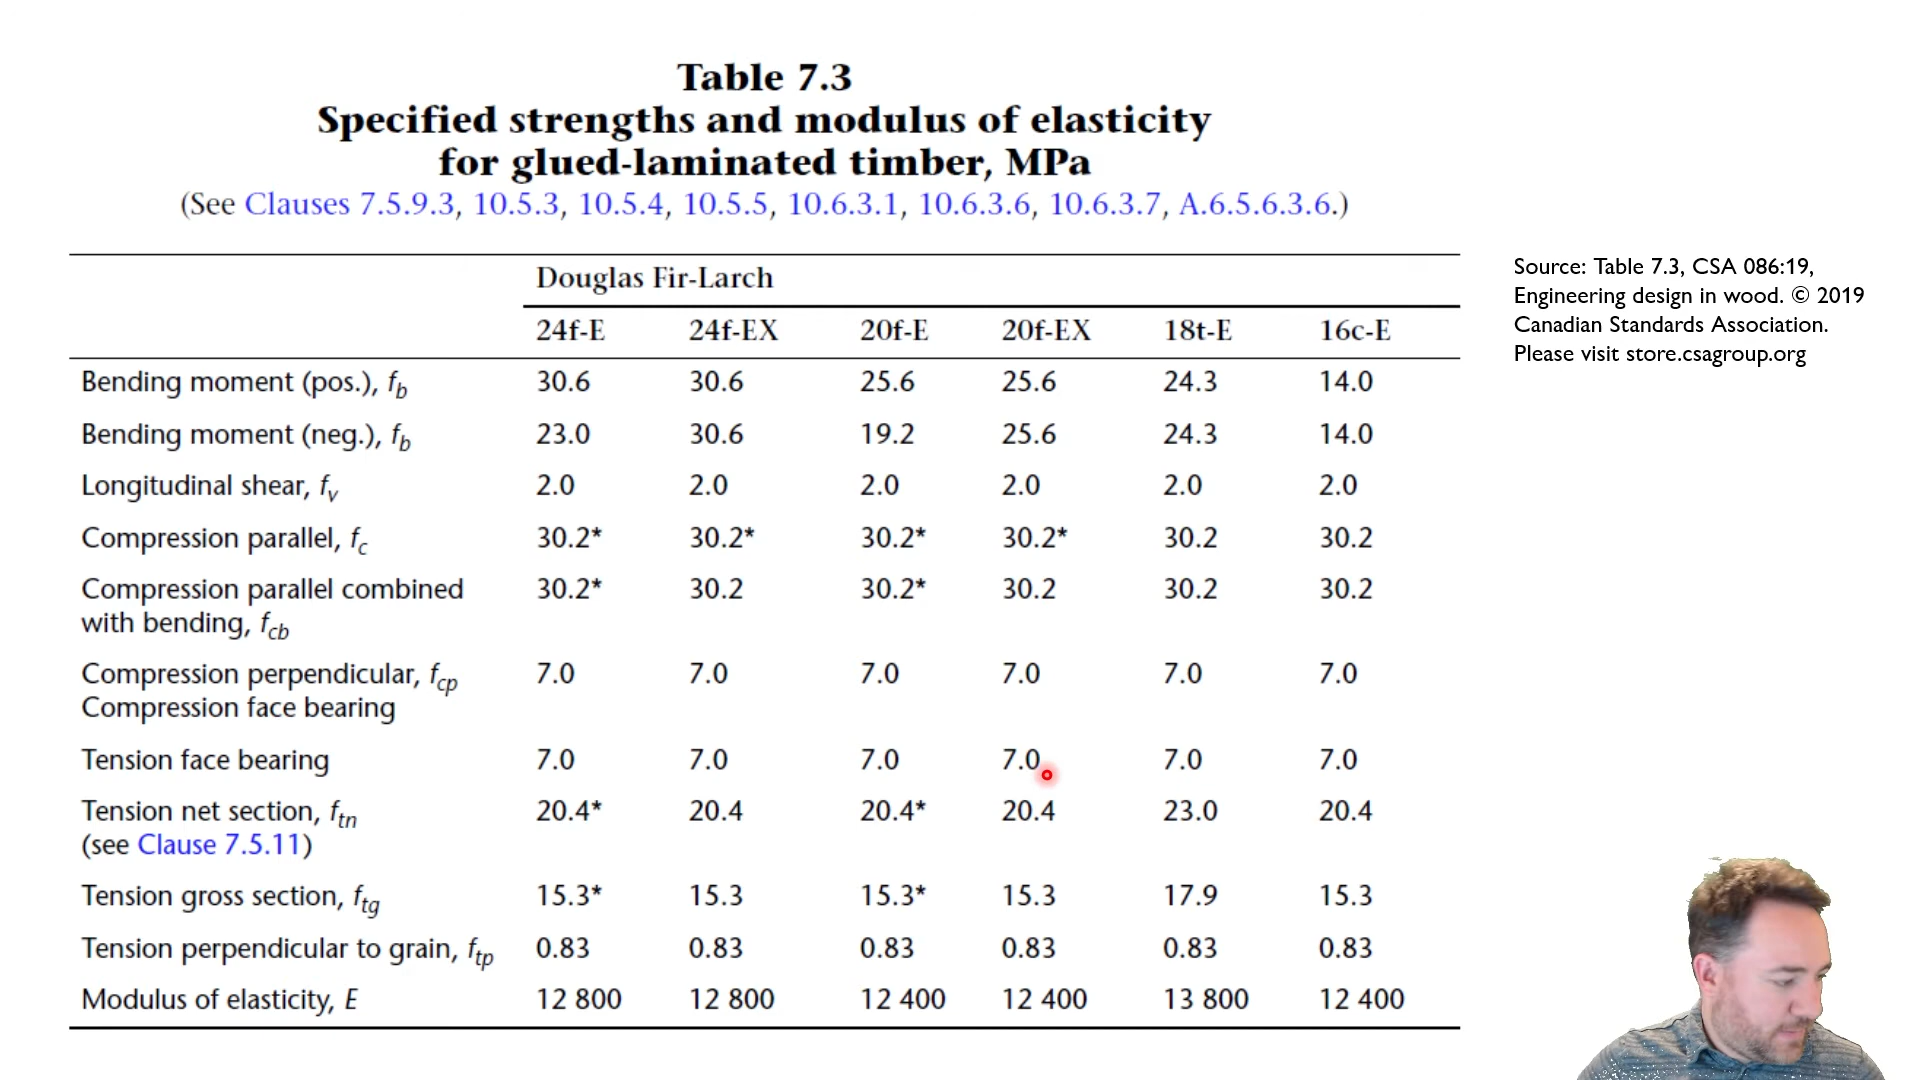 Table 7.3
Specified strengths and modulus of elasticity
for glued-laminated timber, MPa
(See Clauses 7.5.9.3, 10.5.3, 10.5.4, 10.5.5, 10.6.3.1, 10.6.3.6, 10.6.3.7, A.6.5.6.3.6.)
Douglas Fir-Larch
24f-E 24f-EX 20f-E 20f-EX 18t-E 16c-E
Bending moment (pos.), fb 30.6 30.6 25.6 25.6 24.3 14.0
Bending moment (neg.), fb 23.0 30.6 19.2 25.6 24.3 14.0
Longitudinal shear, fv 2.0 2.0 2.0 2.0 2.0 2.0
Compression parallel, fc 30.2* 30.2* 30.2* 30.2* 30.2 30.2
Compression parallel combined 30.2* 30.2 30.2* 30.2 30.2 30.2
with bending, fcb
Compression perpendicular, fcp 7.0 7.0 7.0 7.0 7.0 7.0
Compression face bearing
Tension face bearing 7.0 7.0 7.0 7.0 7.0 7.0
Tension net section, ftn 20.4* 20.4 20.4* 20.4 23.0 20.4
(see Clause 7.5.11)
Tension gross section, ftg 15.3* 15.3 15.3* 15.3 17.9 15.3
Tension perpendicular to grain, ftp 0.83 0.83 0.83 0.83 0.83 0.83
Modulus of elasticity, E 12 800 12 800 12 400 12 400 13 800 12 400
Source: Table 7.3, CSA 086:19,
Engineering design in wood. © 2019
Canadian Standards Association.
Please visit store.csagroup.org